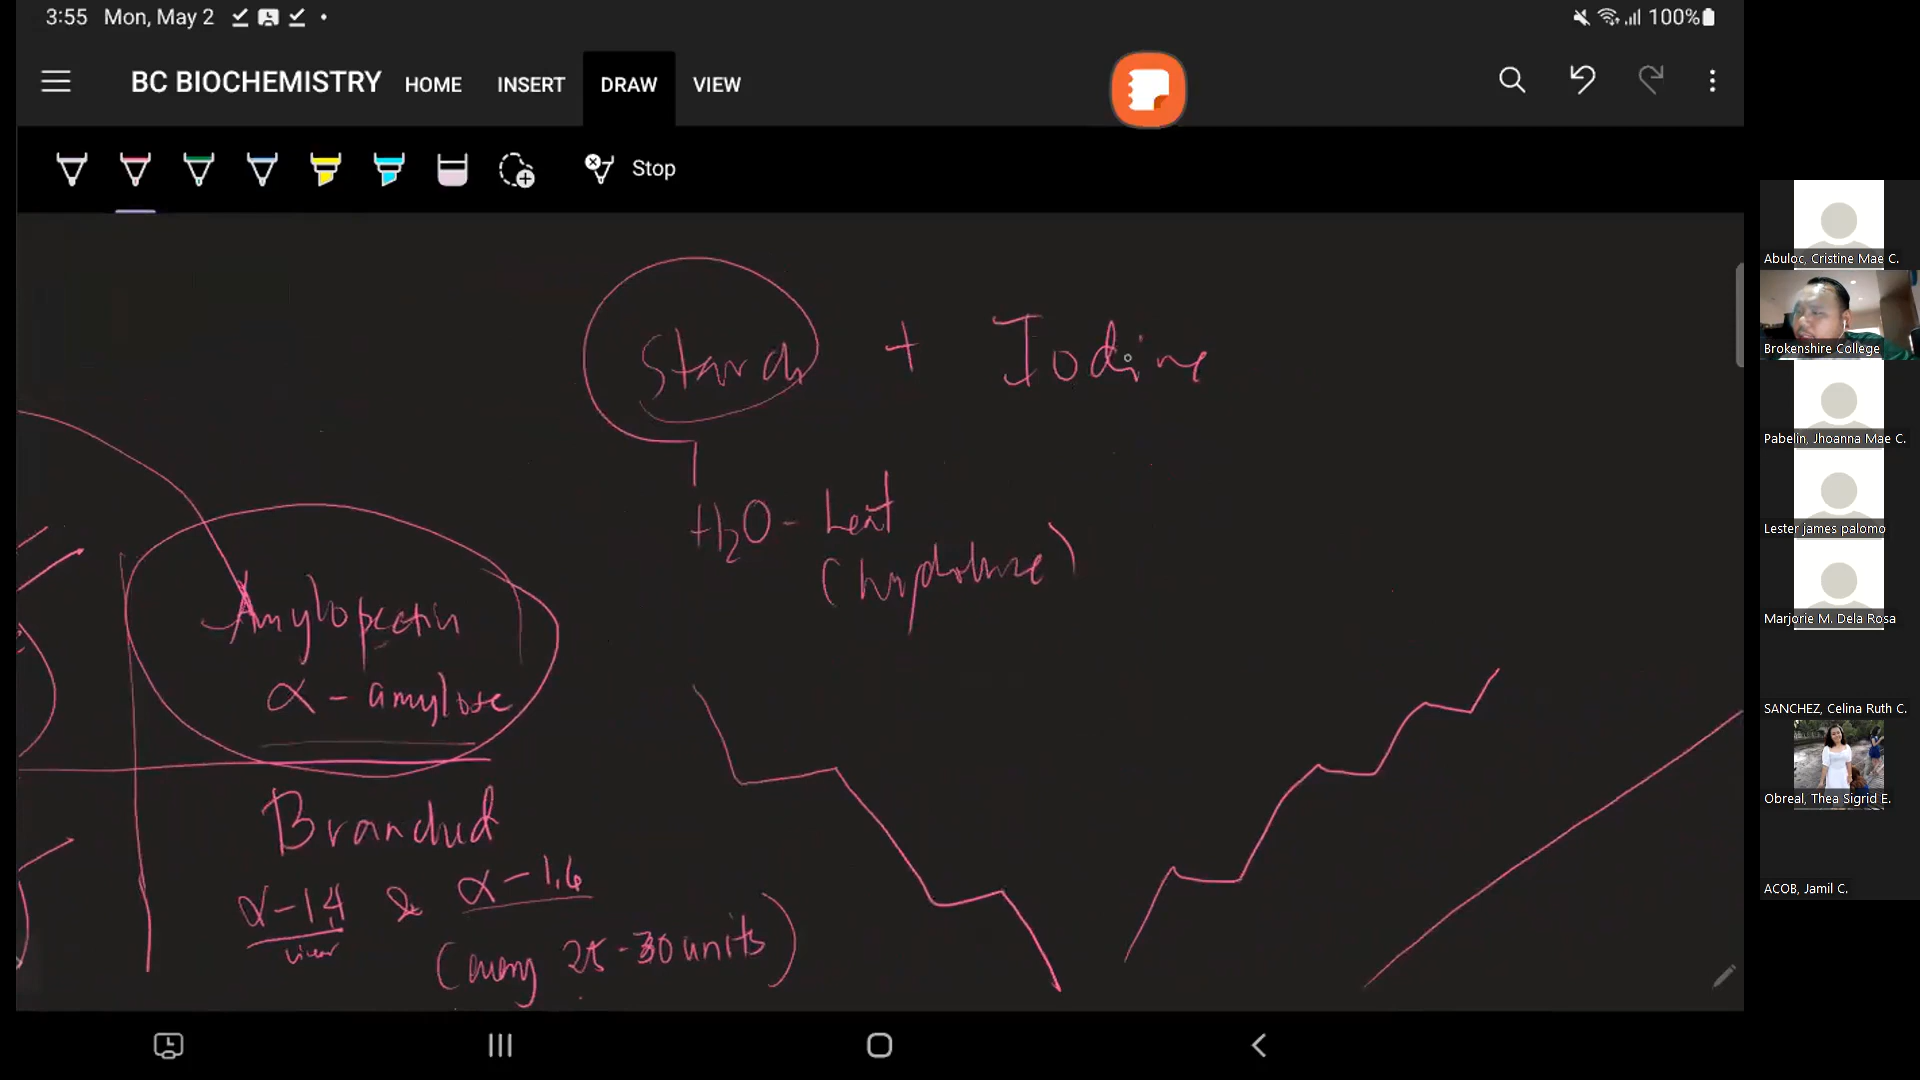 3:55 Mon, May 2
100%
BC BIOCHEMISTRY HOME INSERT DRAW VIEW
Stop
Starch + Iodine
H₂O - heat
Amylopectin
α - amylose
Branched
α-1,4 & α-1,6
linear
(every 25-30 units)
Abuloc, Cristine Mae C.
Brokenshire College
Pabelin, Jhoanna Mae C.
Lester james palomo
Marjorie M. Dela Rosa
SANCHEZ, Celina Ruth C.
Obreal, Thea Sigrid E.
ACOB, Jamil C.